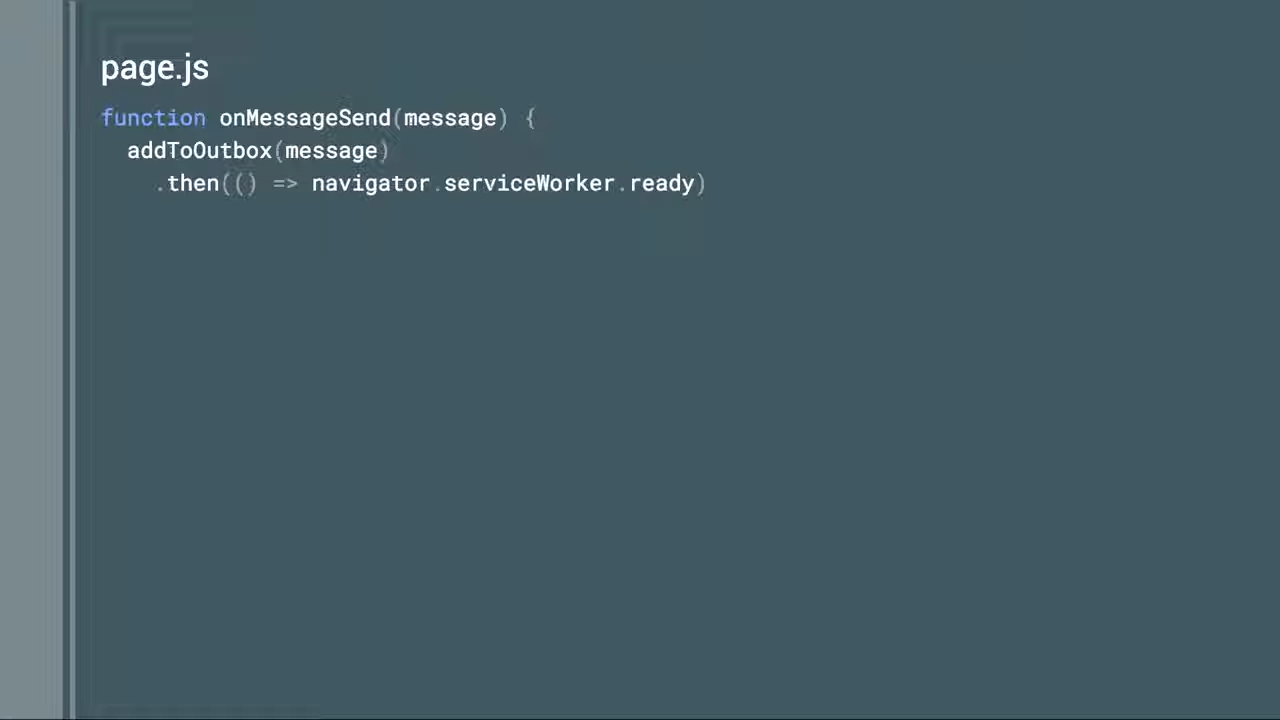 page.js
function onMessageSend(message) {
  addToOutbox(message)
    .then(() => navigator.serviceWorker.ready)